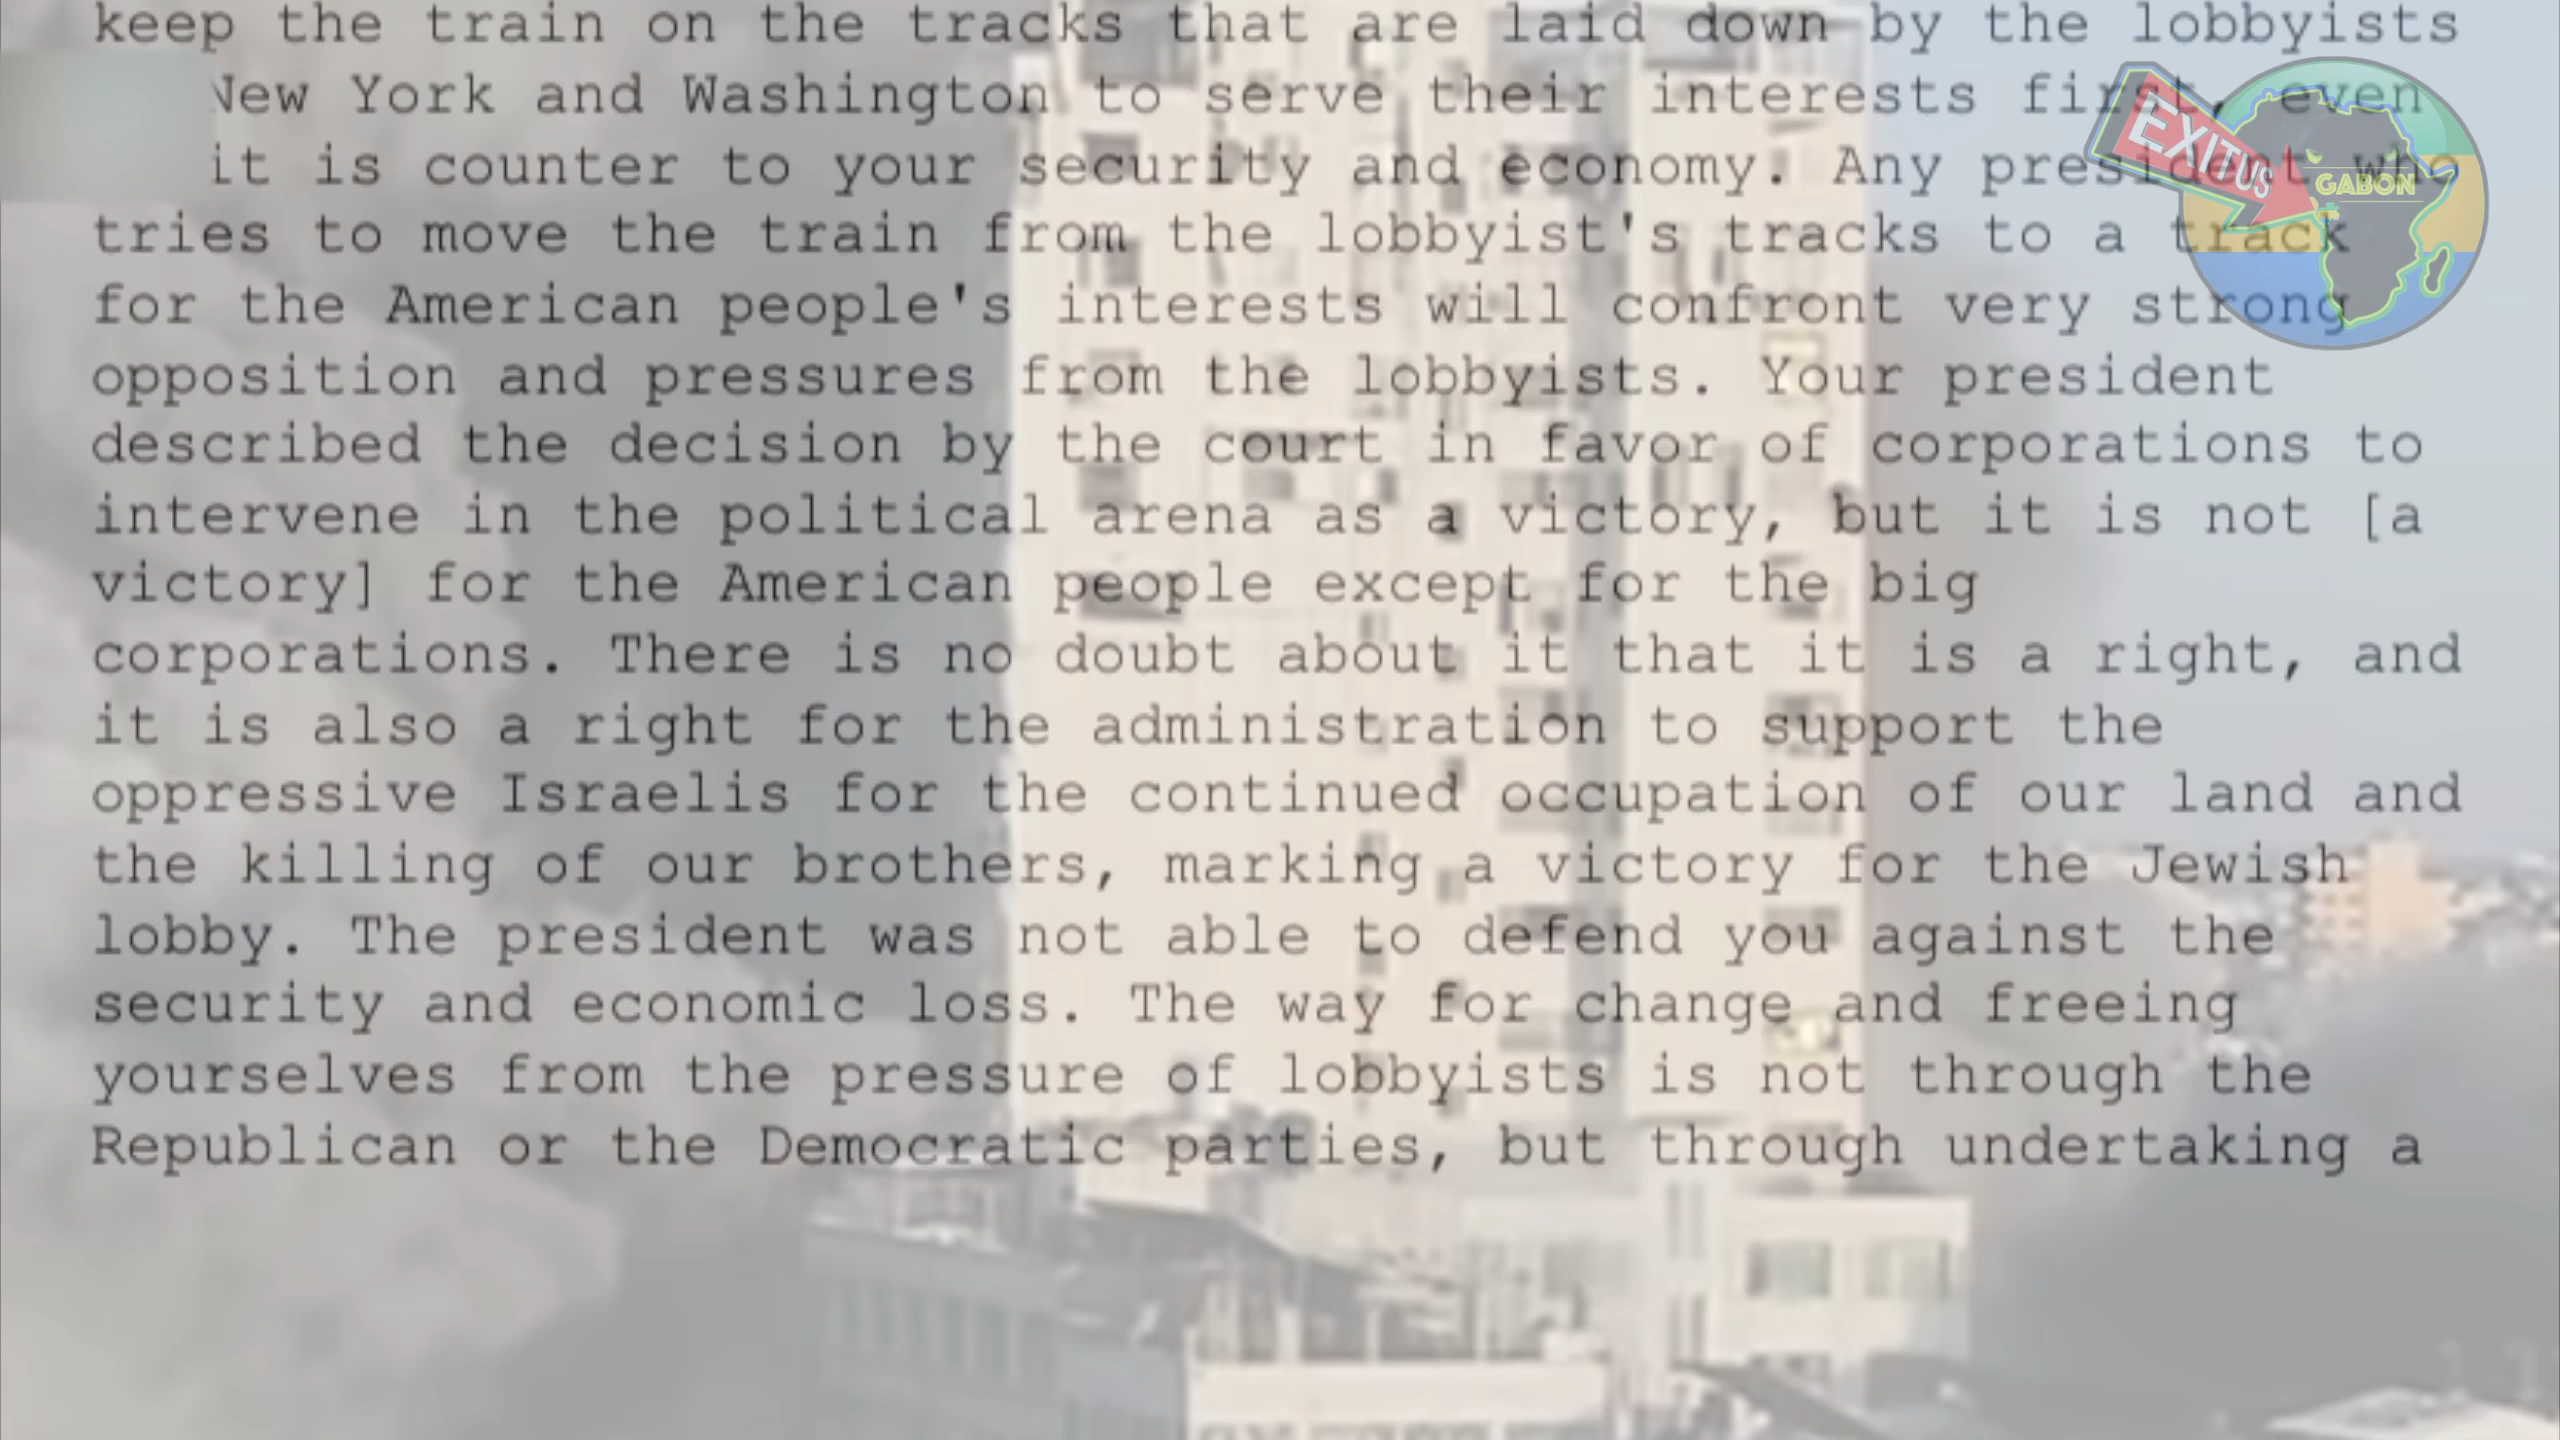 keep the train on the tracks that are laid down by the lobbyists
New York and Washington to serve their interests first, even
it is counter to your security and economy. Any president who
tries to move the train from the lobbyist's tracks to a track
for the American people's interests will confront very strong
opposition and pressures from the lobbyists. Your president
described the decision by the court in favor of corporations to
intervene in the political arena as a victory, but it is not [a
victory] for the American people except for the big
corporations. There is no doubt about it that it is a right, and
it is also a right for the administration to support the
oppressive Israelis for the continued occupation of our land and
the killing of our brothers, marking a victory for the Jewish
lobby. The president was not able to defend you against the
security and economic loss. The way for change and freeing
yourselves from the pressure of lobbyists is not through the
Republican or the Democratic parties, but through undertaking a
EXITUS
GABON